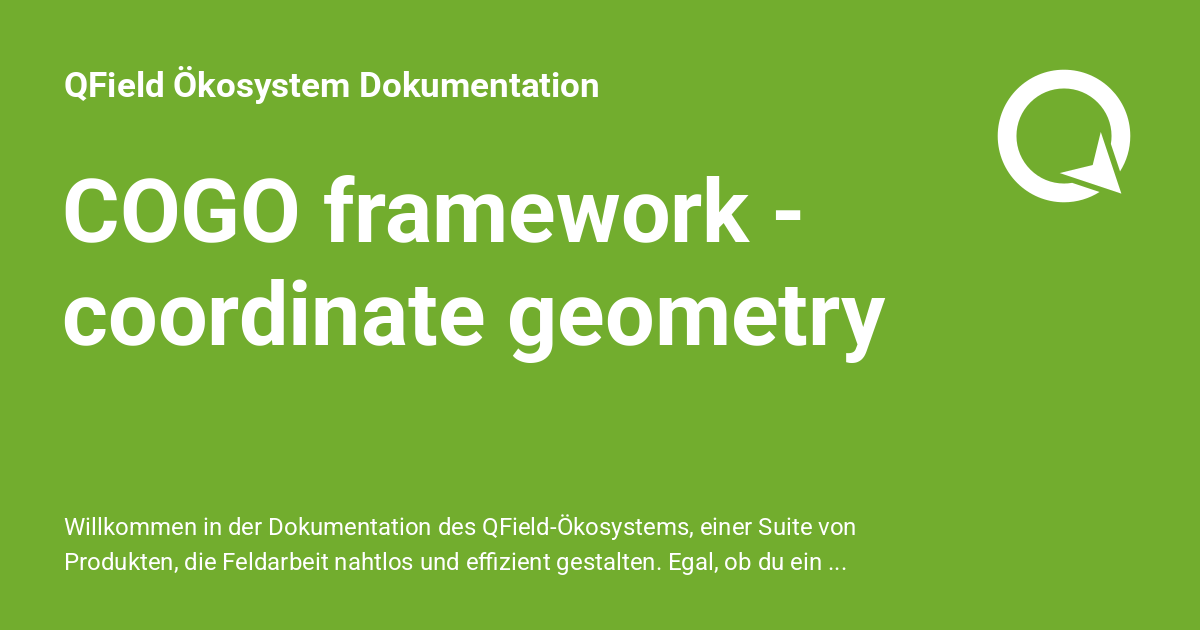 QField Ökosystem Dokumentation
COGO framework -
coordinate geometry
Willkommen in der Dokumentation des QField-Ökosystems, einer Suite von
Produkten, die Feldarbeit nahtlos und effizient gestalten. Egal, ob du ein ...